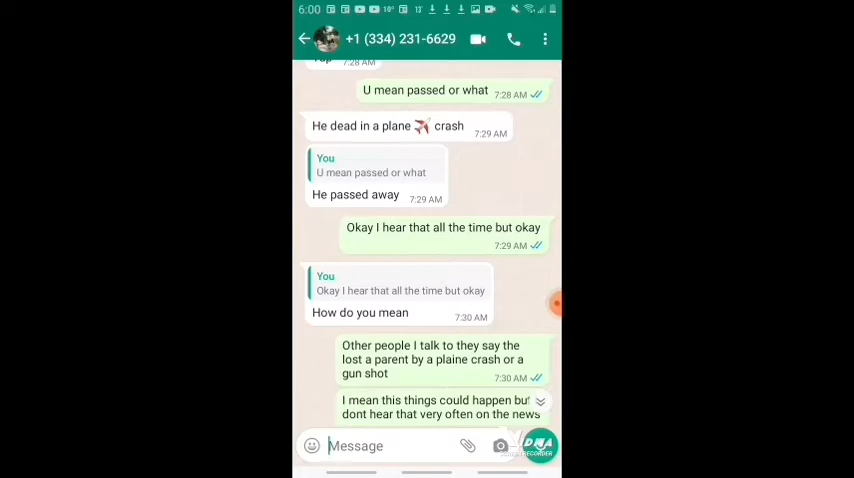 6:00
+1 (334) 231-6629
Yup 7:28 AM
U mean passed or what 7:28 AM
He dead in a plane crash 7:29 AM
You
U mean passed or what
He passed away 7:29 AM
Okay I hear that all the time but okay
7:29 AM
You
Okay I hear that all the time but okay
How do you mean 7:30 AM
Other people I talk to they say the
lost a parent by a plaine crash or a
gun shot
7:30 AM
I mean this things could happen but
dont hear that very often on the news
Message